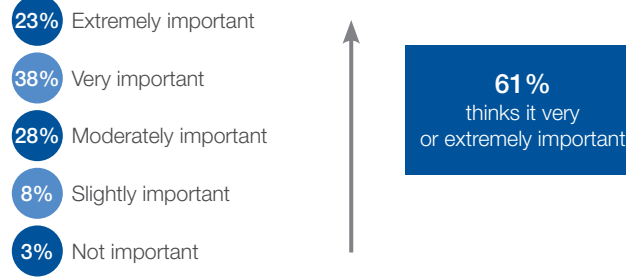 23% Extremely important
38% Very important
28% Moderately important
8% Slightly important
3% Not important
61%
thinks it very
or extremely important